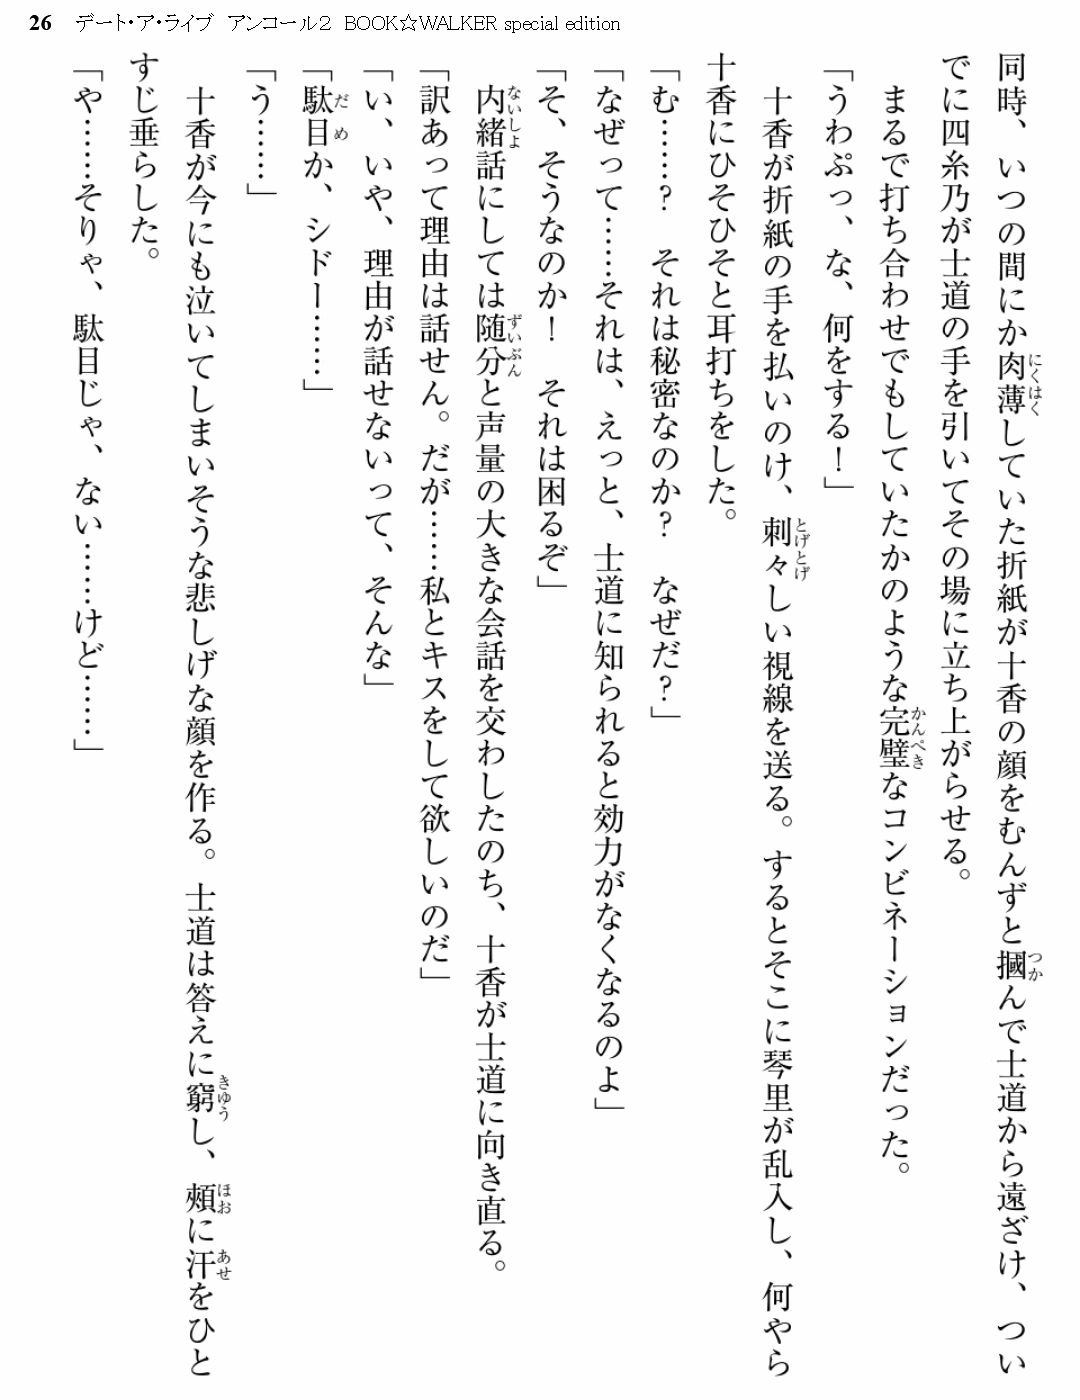 26 デート・ア・ライブ アンコール2 BOOK☆WALKER special edition
同時、いつの間にか肉薄していた折紙が十香の顔をむんずと摑んで士道から遠ざけ、つい
でに四糸乃が士道の手を引いてその場に立ち上がらせる。
まるで打ち合わせでもしていたかのような完璧なコンビネーションだった。
「うわぷっ、な、何をする！」
十香が折紙の手を払いのけ、刺々しい視線を送る。するとそこに琴里が乱入し、何やら
十香にひそひそと耳打ちをした。
「む……？　それは秘密なのか？　なぜだ？」
「なぜって……それは、えっと、士道に知られると効力がなくなるのよ」
「そ、そうなのか！　それは困るぞ」
内緒話にしては随分と声量の大きな会話を交わしたのち、十香が士道に向き直る。
「訳あって理由は話せん。だが……私とキスをして欲しいのだ」
「い、いや、理由が話せないって、そんな」
「駄目か、シドー……」
「う……」
十香が今にも泣いてしまいそうな悲しげな顔を作る。士道は答えに窮し、頰に汗をひと
すじ垂らした。
「や……そりゃ、駄目じゃ、ない……けど……」